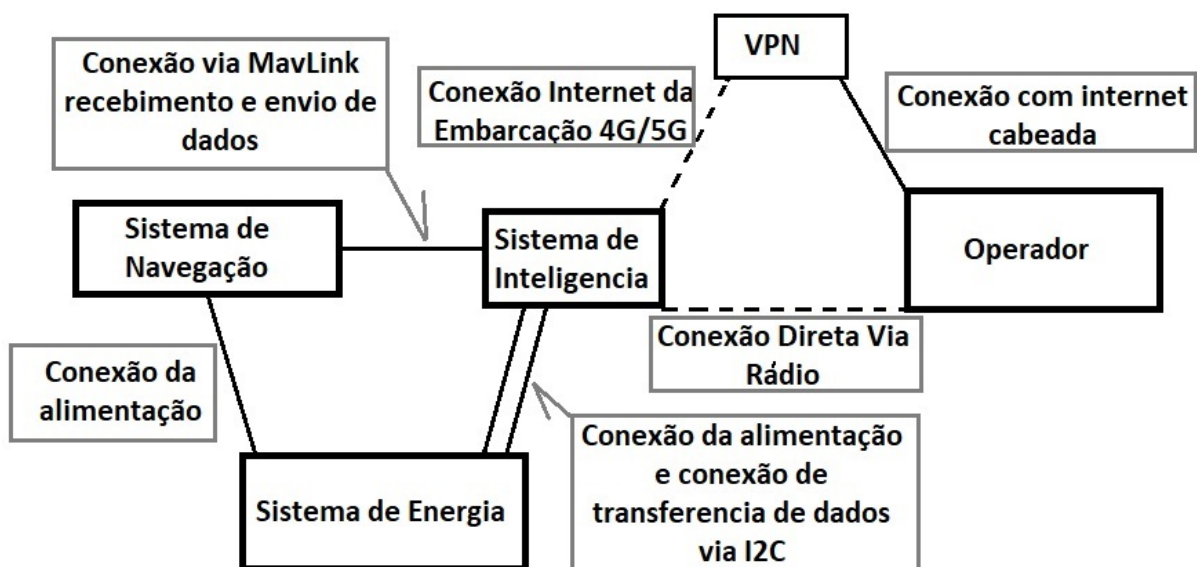 VPN
Conexão via MavLink
recebimento e envio de
dados
Conexão Internet da
Embarcação 4G/5G
Conexão com internet
cabeada
Sistema de
Navegação
Sistema de
Inteligencia
Operador
Conexão Direta Via
Rádio
Conexão da
alimentação
Conexão da alimentação
e conexão de
transferencia de dados
via I2C
Sistema de Energia